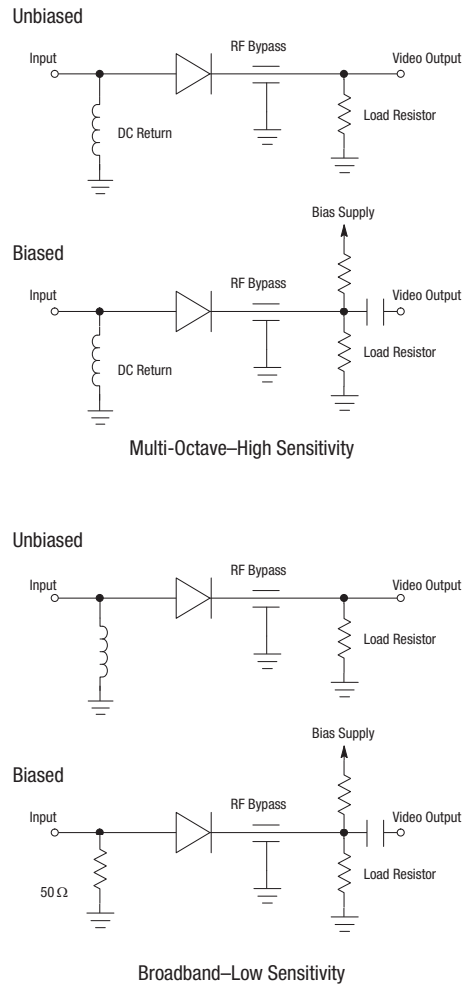 Unbiased
Input
RF Bypass
Video Output
DC Return
Load Resistor
Bias Supply
Biased
Input
RF Bypass
Video Output
DC Return
Load Resistor
Multi-Octave–High Sensitivity
Unbiased
Input
RF Bypass
Video Output
Load Resistor
Bias Supply
Biased
Input
RF Bypass
Video Output
50 Ω
Load Resistor
Broadband–Low Sensitivity